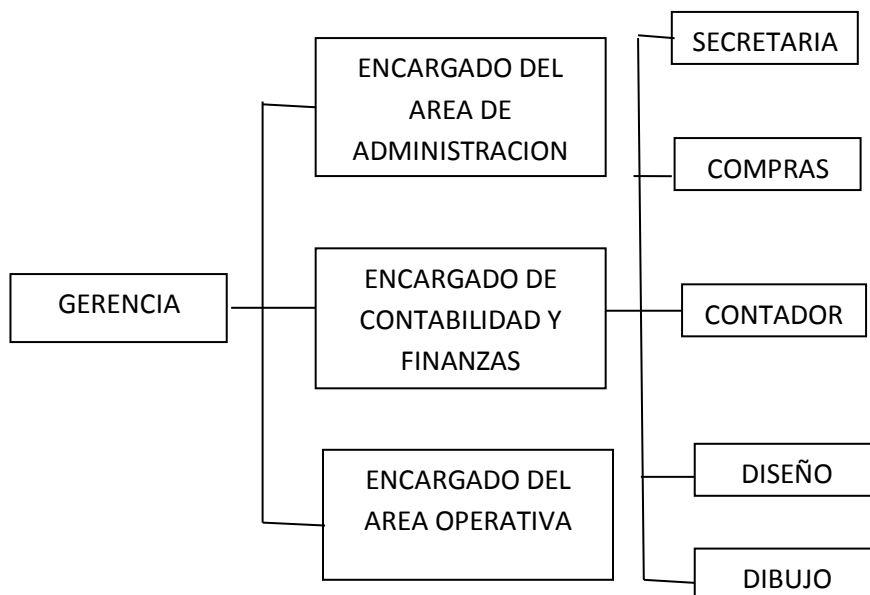 GERENCIA
ENCARGADO DEL
AREA DE
ADMINISTRACION
ENCARGADO DE
CONTABILIDAD Y
FINANZAS
ENCARGADO DEL
AREA OPERATIVA
SECRETARIA
COMPRAS
CONTADOR
DISEÑO
DIBUJO